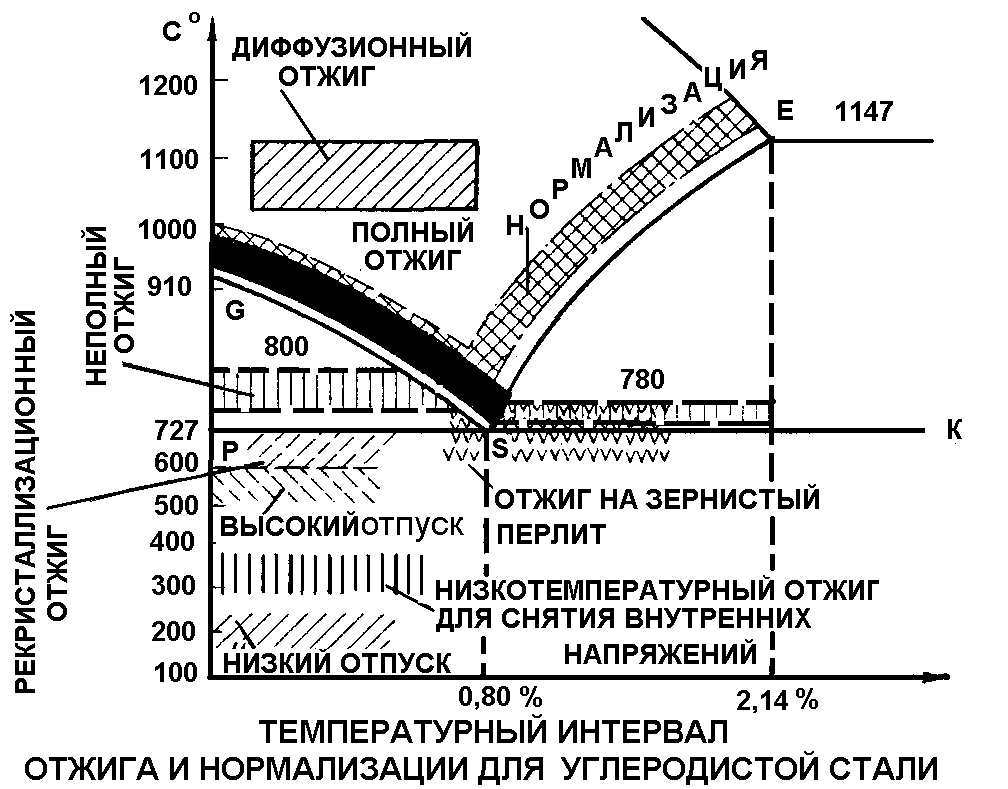 C°
ДИФФУЗИОННЫЙ
ОТЖИГ
НОРМАЛИЗАЦИЯ
1200
E
1147
1100
1000
ПОЛНЫЙ
ОТЖИГ
910
G
НЕПОЛНЫЙ
ОТЖИГ
800
780
727
K
P
S
600
РЕКРИСТАЛЛИЗАЦИОННЫЙ
ОТЖИГ
ОТЖИГ НА ЗЕРНИСТЫЙ
ПЕРЛИТ
500
ВЫСОКИЙ ОТПУСК
400
300
НИЗКОТЕМПЕРАТУРНЫЙ ОТЖИГ
ДЛЯ СНЯТИЯ ВНУТРЕННИХ
НАПРЯЖЕНИЙ
200
НИЗКИЙ ОТПУСК
100
0,80 %
2,14 %
ТЕМПЕРАТУРНЫЙ ИНТЕРВАЛ
ОТЖИГА И НОРМАЛИЗАЦИИ ДЛЯ УГЛЕРОДИСТОЙ СТАЛИ